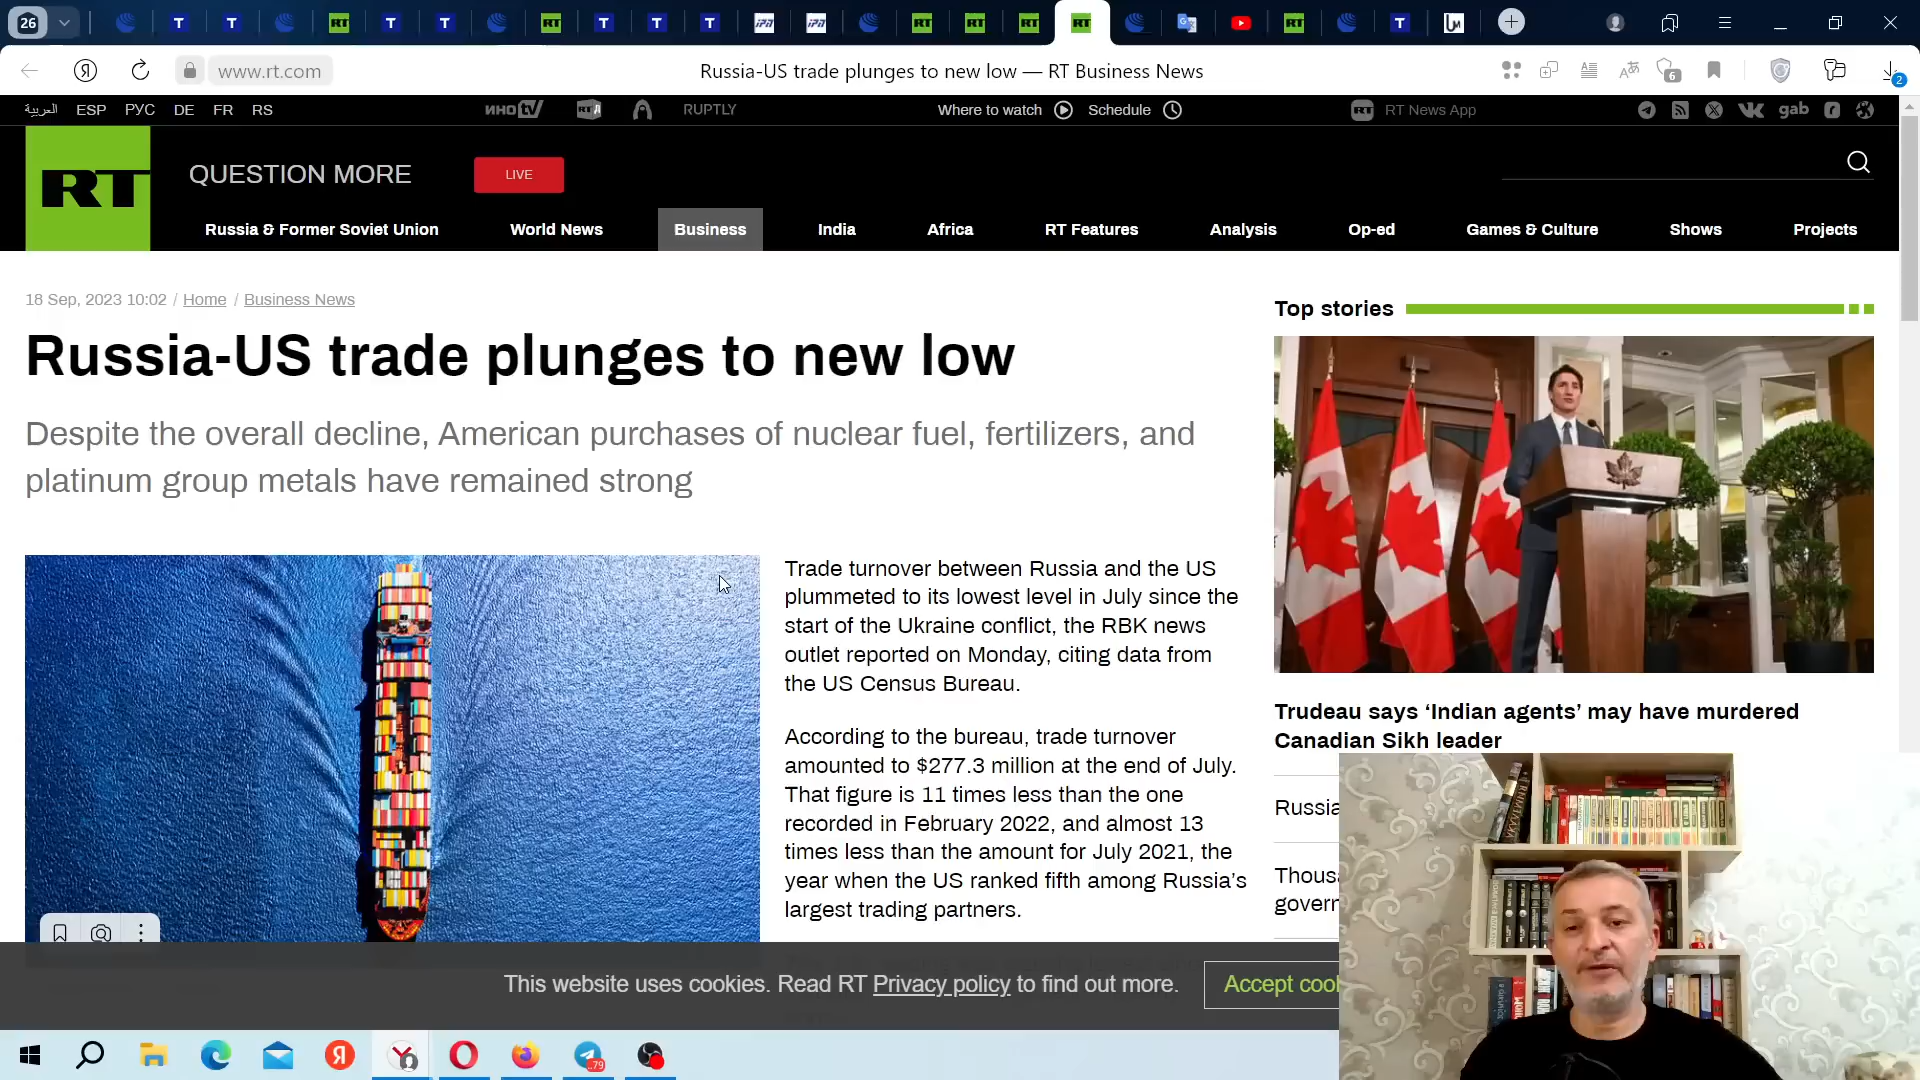 26
www.rt.com
Russia-US trade plunges to new low — RT Business News
6
2
العربية ESP РУС DE FR RS
ИНОTV
RUPTLY
Where to watch
Schedule
RT News App
gab
RT
QUESTION MORE
LIVE
Russia & Former Soviet Union
World News
Business
India
Africa
RT Features
Analysis
Op-ed
Games & Culture
Shows
Projects
18 Sep, 2023 10:02 / Home / Business News
Russia-US trade plunges to new low
Despite the overall decline, American purchases of nuclear fuel, fertilizers, and
platinum group metals have remained strong
Trade turnover between Russia and the US
plummeted to its lowest level in July since the
start of the Ukraine conflict, the RBK news
outlet reported on Monday, citing data from
the US Census Bureau.
According to the bureau, trade turnover
amounted to $277.3 million at the end of July.
That figure is 11 times less than the one
recorded in February 2022, and almost 13
times less than the amount for July 2021, the
year when the US ranked fifth among Russia's
largest trading partners.
Top stories
Trudeau says ‘Indian agents’ may have murdered
Canadian Sikh leader
Russia
Thousa
govern
This website uses cookies. Read RT Privacy policy to find out more.
Accept cool
79